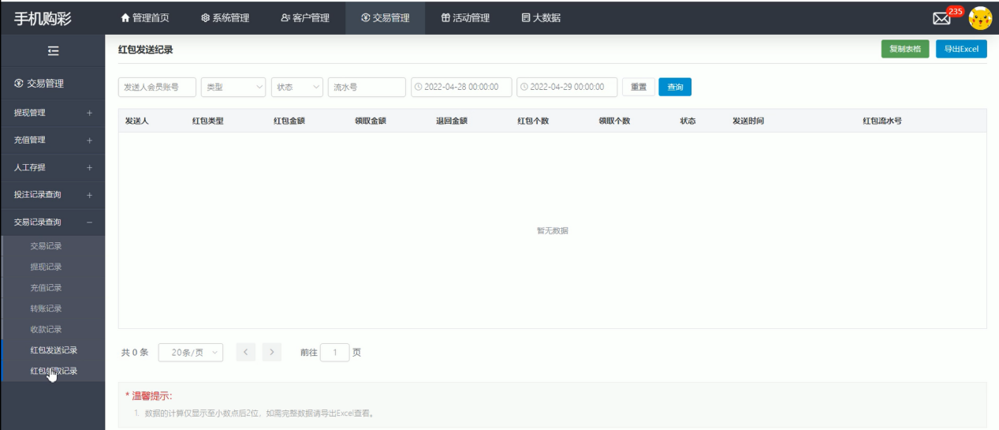 手机购彩
管理首页 系统管理 客户管理 交易管理 活动管理 大数据 235
交易管理
提现管理 +
充值管理 +
人工存提 +
投注记录查询 +
交易记录查询 −
交易记录
提现记录
充值记录
转账记录
收款记录
红包发送记录
红包领取记录
红包发送纪录 复制表格 导出Excel
发送人会员账号 类型 状态 流水号 2022-04-28 00:00:00 2022-04-29 00:00:00 重置 查询
发送人 红包类型 红包金额 领取金额 退回金额 红包个数 领取个数 状态 发送时间 红包流水号
暂无数据
共 0 条 20条/页 < > 前往 1 页
* 温馨提示:
1. 数据的计算仅显示至小数点后2位，如需完整数据请导出Excel查看。